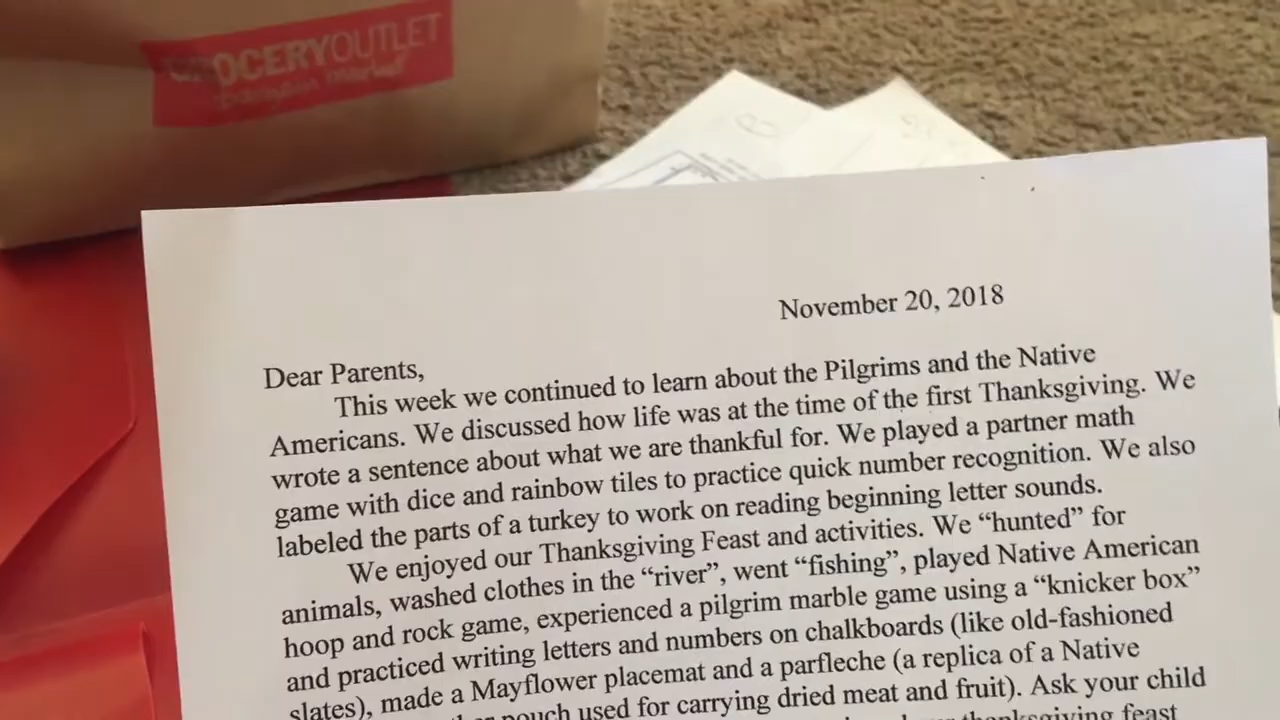 GROCERYOUTLET
bargain market
November 20, 2018
Dear Parents,
This week we continued to learn about the Pilgrims and the Native
Americans. We discussed how life was at the time of the first Thanksgiving. We
wrote a sentence about what we are thankful for. We played a partner math
game with dice and rainbow tiles to practice quick number recognition. We also
labeled the parts of a turkey to work on reading beginning letter sounds.
We enjoyed our Thanksgiving Feast and activities. We “hunted” for
animals, washed clothes in the “river”, went “fishing”, played Native American
hoop and rock game, experienced a pilgrim marble game using a “knicker box”
and practiced writing letters and numbers on chalkboards (like old-fashioned
slates), made a Mayflower placemat and a parfleche (a replica of a Native
pouch used for carrying dried meat and fruit). Ask your child
thanksgiving feast